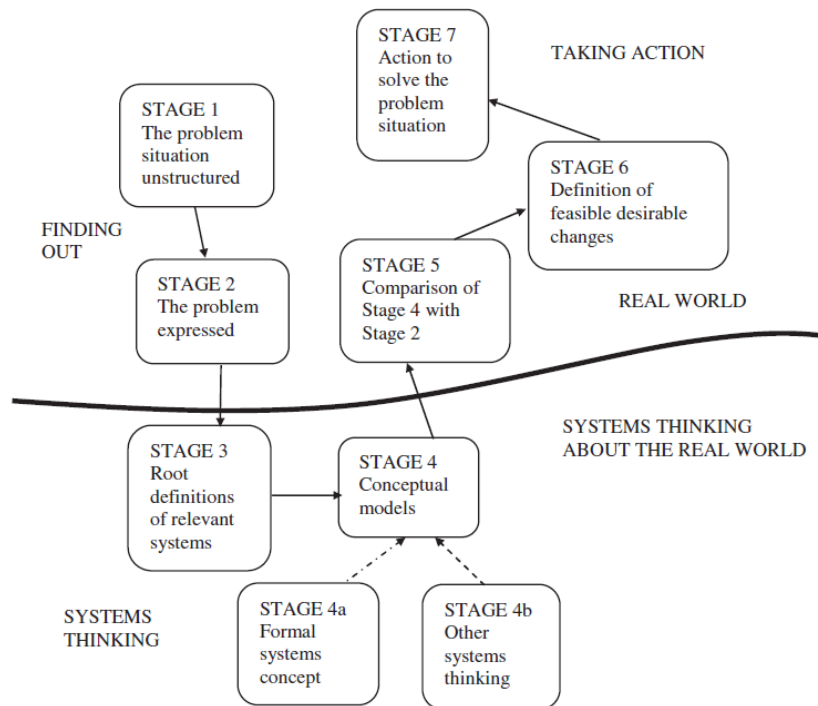 STAGE 7
Action to
solve the
problem
situation
TAKING ACTION
STAGE 1
The problem
situation
unstructured
STAGE 6
Definition of
feasible desirable
changes
FINDING
OUT
STAGE 2
The problem
expressed
STAGE 5
Comparison of
Stage 4 with
Stage 2
REAL WORLD
SYSTEMS THINKING
ABOUT THE REAL WORLD
STAGE 3
Root
definitions
of relevant
systems
STAGE 4
Conceptual
models
SYSTEMS
THINKING
STAGE 4a
Formal
systems
concept
STAGE 4b
Other
systems
thinking